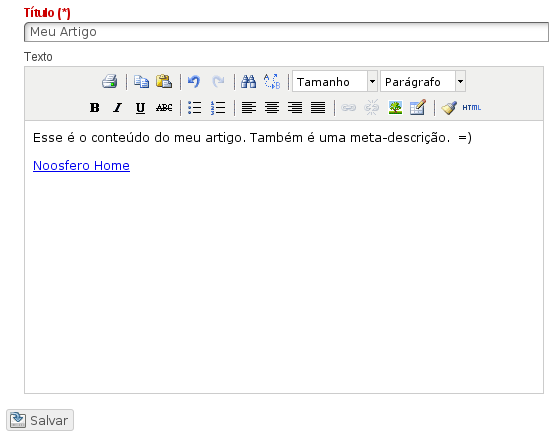 Título (*)
Meu Artigo
Texto
Tamanho Parágrafo
B I U ABC HTML
Esse é o conteúdo do meu artigo. Também é uma meta-descrição. =)
Noosfero Home
Salvar